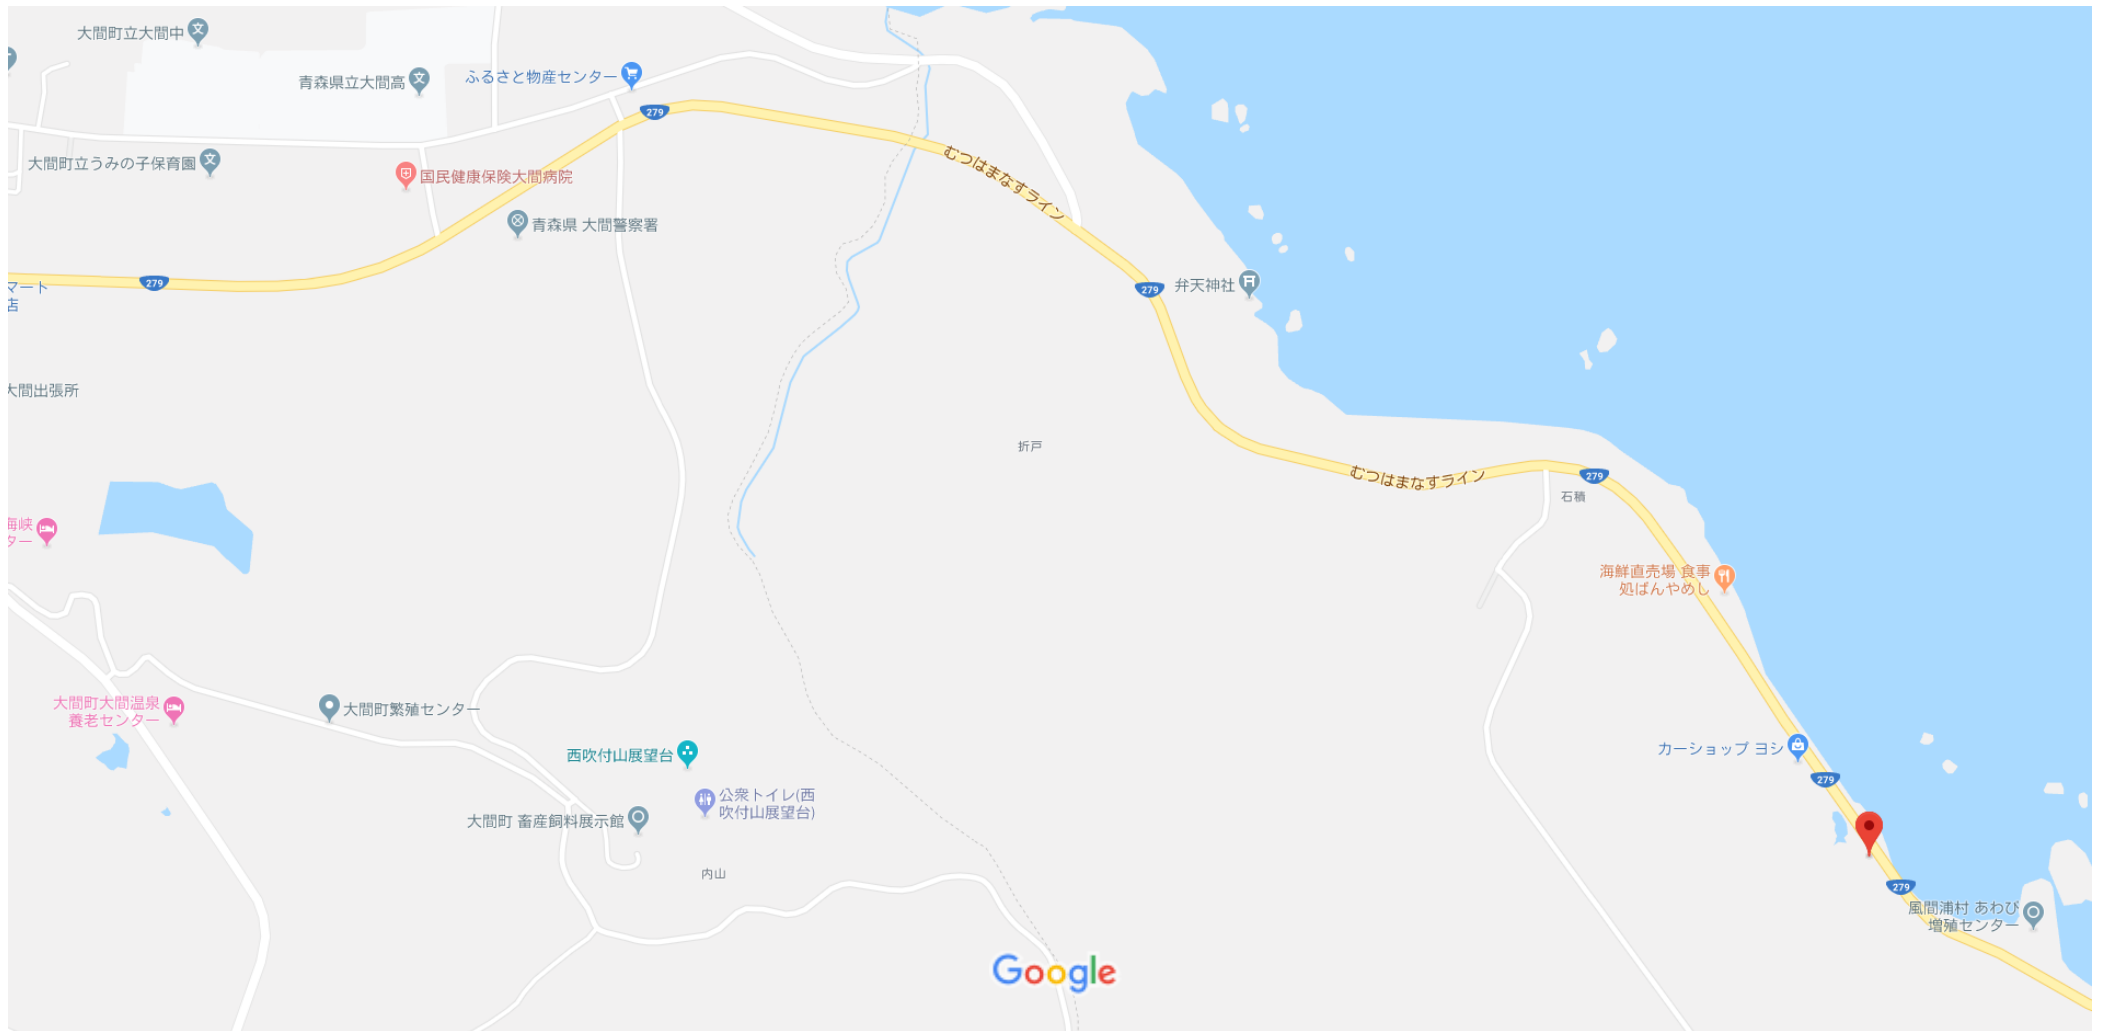 大間町立大間中
青森県立大間高
ふるさと物産センター
279
むつはまなすライン
大間町立うみの子保育園
国民健康保険大間病院
青森県 大間警察署
279
マート
店
279
弁天神社
大間出張所
折戸
むつはまなすライン
279
石積
海峡
ター
海鮮直売場 食事
処ばんやめし
大間町大間温泉
養老センター
大間町繁殖センター
西吹付山展望台
カーショップ ヨシ
279
公衆トイレ(西
吹付山展望台)
大間町 畜産飼料展示館
内山
279
風間浦村 あわび
増殖センター
Google